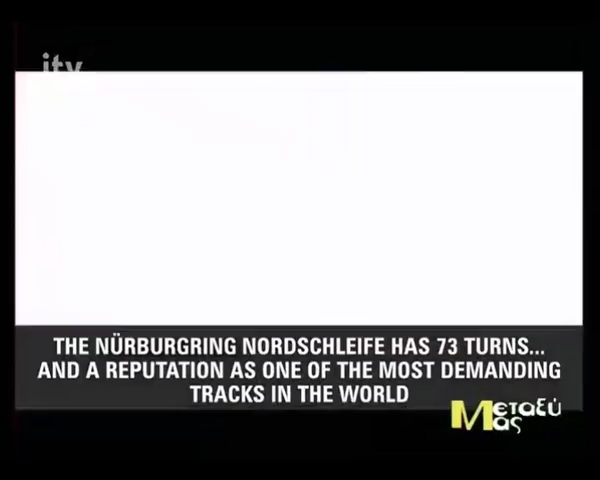 itv
THE NÜRBURGRING NORDSCHLEIFE HAS 73 TURNS...
AND A REPUTATION AS ONE OF THE MOST DEMANDING
TRACKS IN THE WORLD
Μεταξύ
Μας